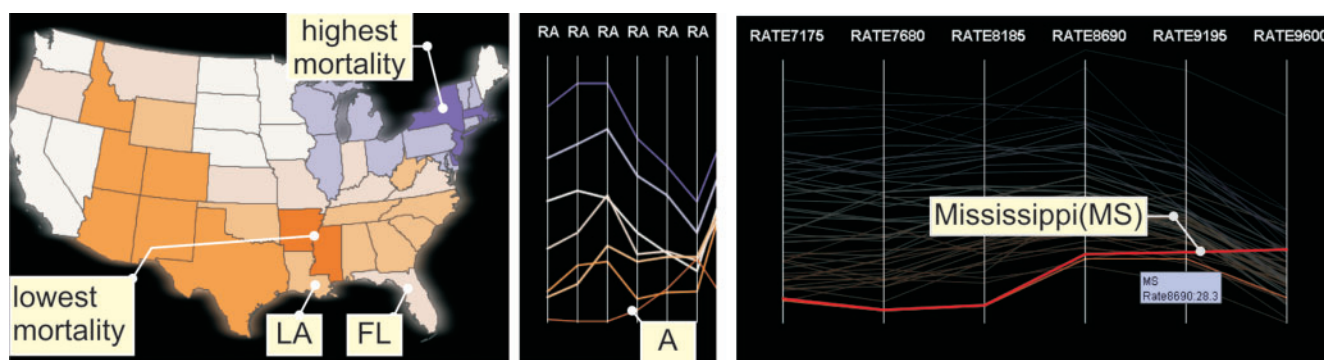 highest
mortality
lowest
mortality
LA
FL
RA RA RA RA RA RA
A
RATE7175 RATE7680 RATE8185 RATE8690 RATE9195 RATE9600
Mississippi(MS)
MS
Rate8690:28.3